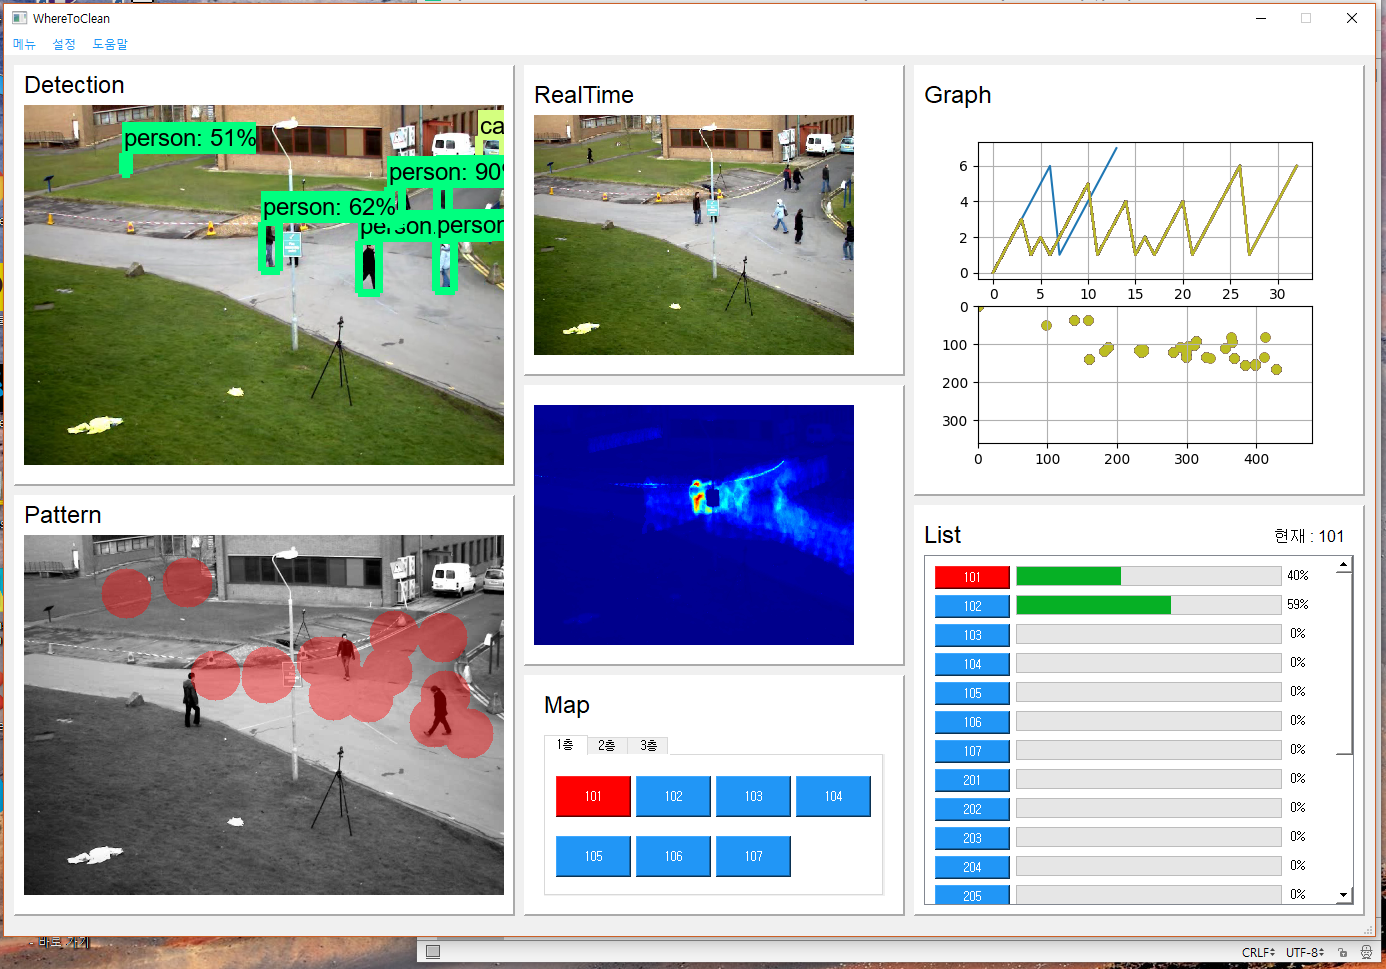 WhereToClean
메뉴 설정 도움말
Detection
person: 51%
ca
person: 90%
person: 62%
person
person
Pattern
RealTime
Map
1층 2층 3층
101 102 103 104
105 106 107
Graph
6
4
2
0
0 5 10 15 20 25 30
0
100
200
300
0 100 200 300 400
List 현재 : 101
101 40%
102 59%
103 0%
104 0%
105 0%
106 0%
107 0%
201 0%
202 0%
203 0%
204 0%
205 0%
바로 가기
CRLF UTF-8